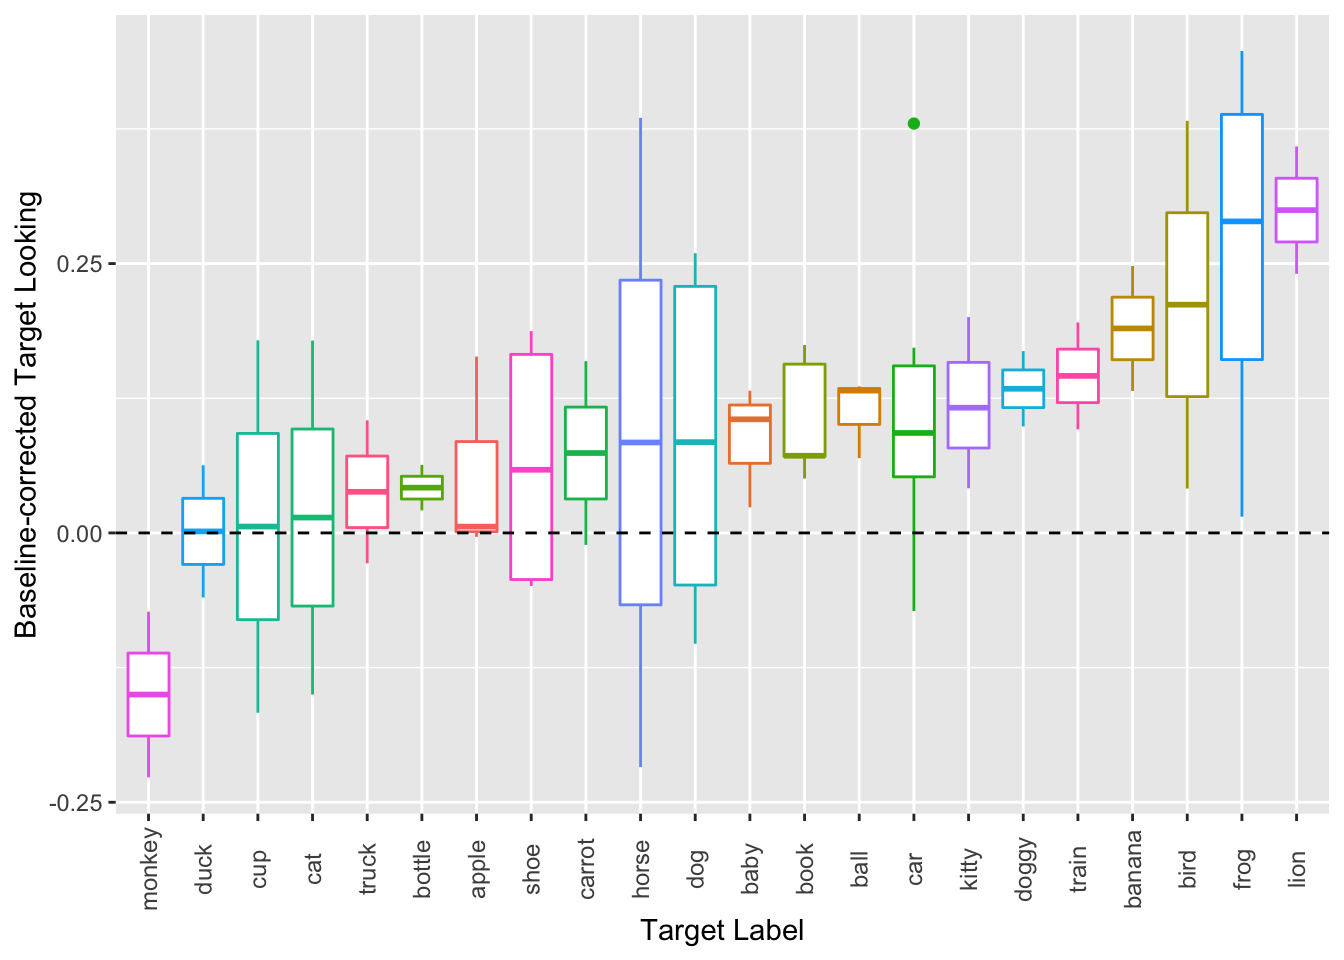 Baseline-corrected Target Looking
0.25
0.00
-0.25
monkey
duck
cup
cat
truck
bottle
apple
shoe
carrot
horse
dog
baby
book
ball
car
kitty
doggy
train
banana
bird
frog
lion
Target Label